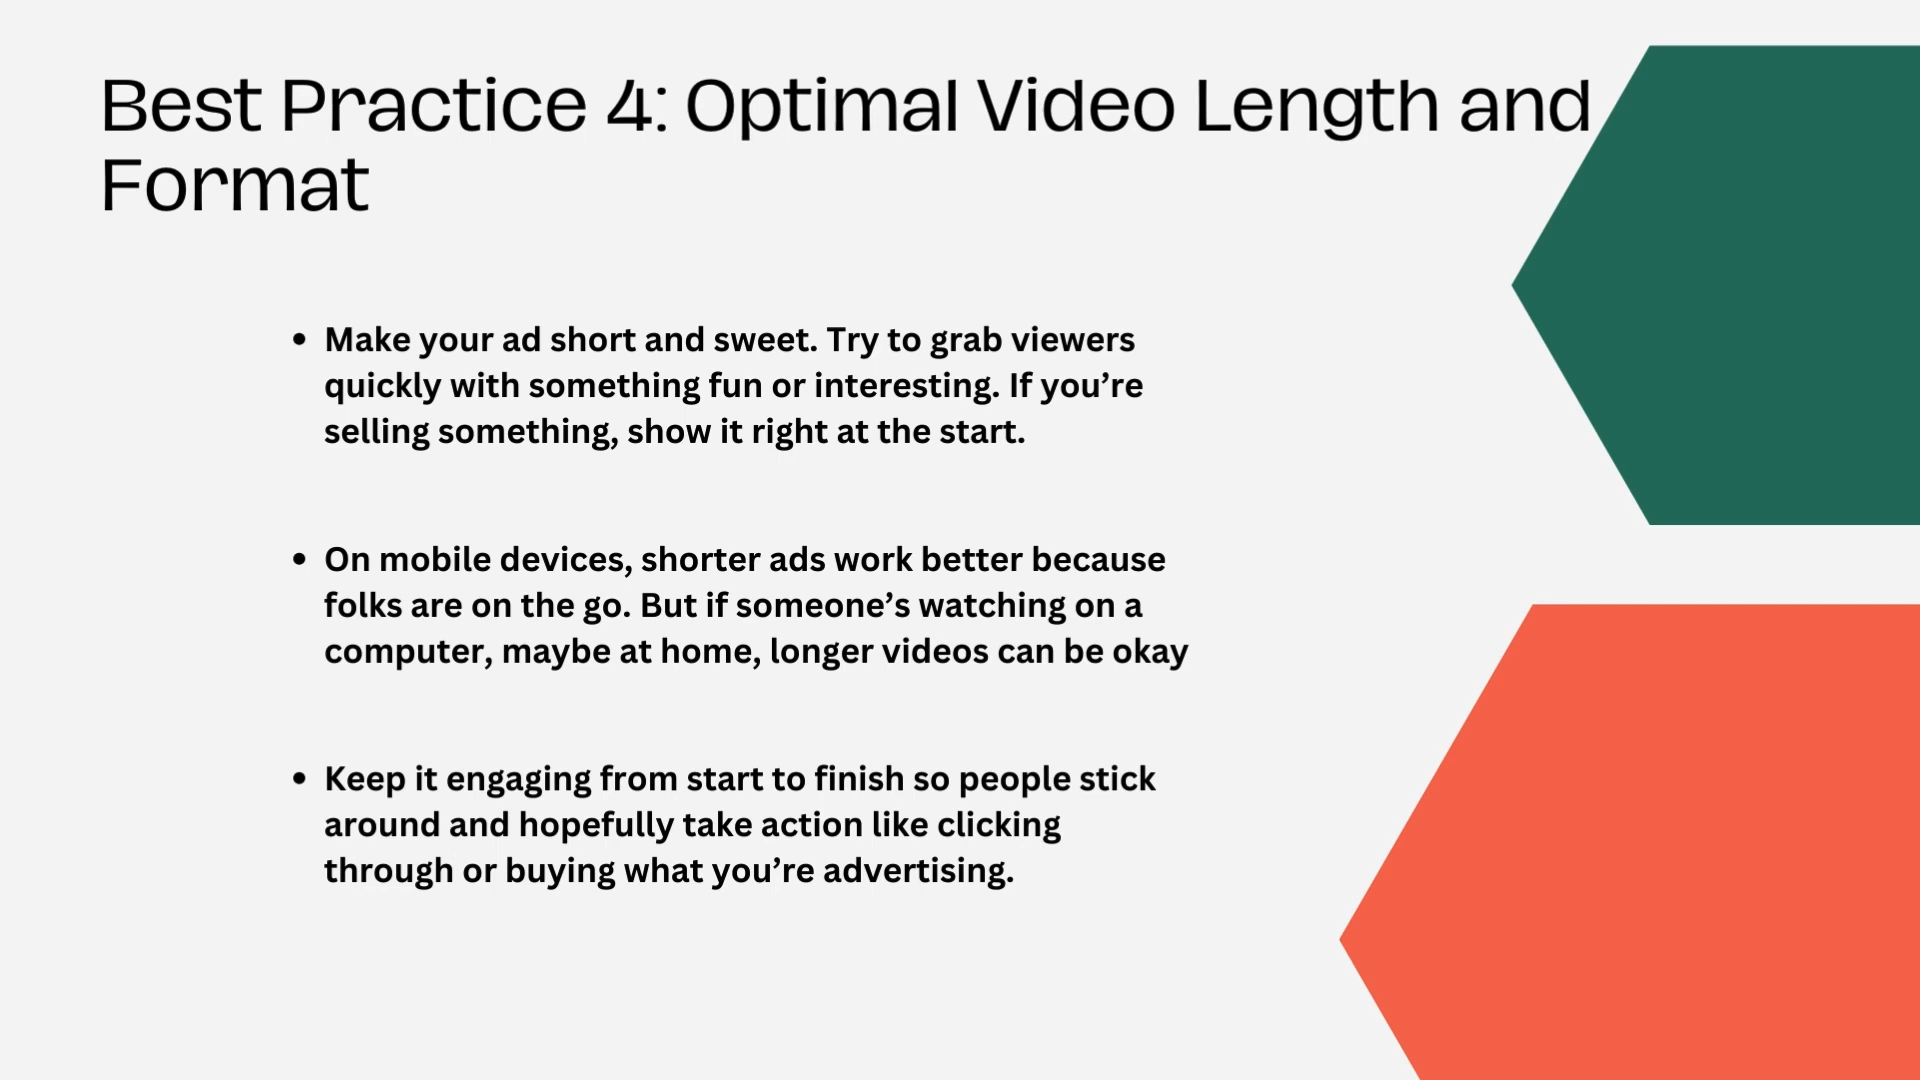 Best Practice 4: Optimal Video Length and
Format
• Make your ad short and sweet. Try to grab viewers
quickly with something fun or interesting. If you’re
selling something, show it right at the start.
• On mobile devices, shorter ads work better because
folks are on the go. But if someone’s watching on a
computer, maybe at home, longer videos can be okay
• Keep it engaging from start to finish so people stick
around and hopefully take action like clicking
through or buying what you’re advertising.